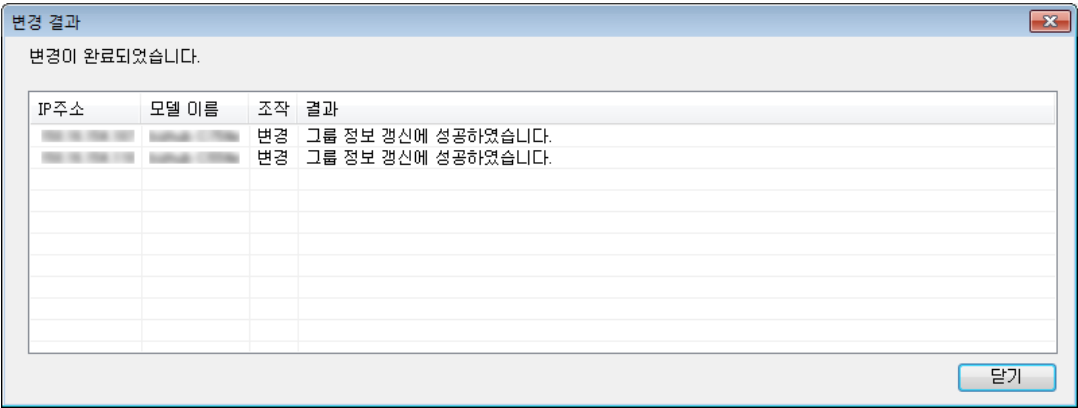 변경 결과
변경이 완료되었습니다.
IP주소 모델 이름 조작 결과
변경 그룹 정보 갱신에 성공하였습니다.
변경 그룹 정보 갱신에 성공하였습니다.
닫기